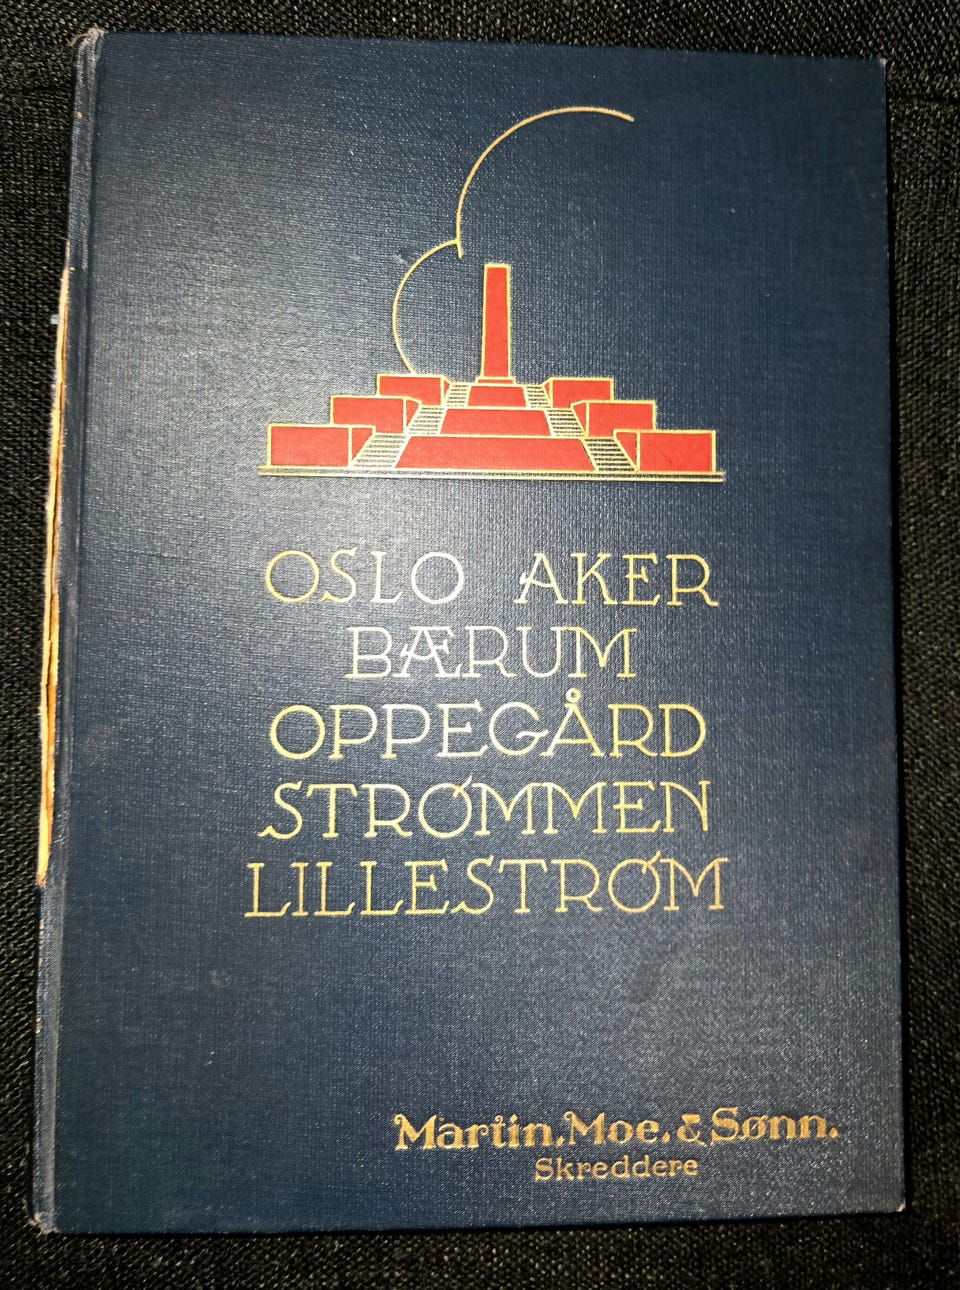 OSLO AKER
BÆRUM
OPPEGÅRD
STRØMMEN
LILLESTRØM
Martin. Moe. & Sønn.
Skreddere